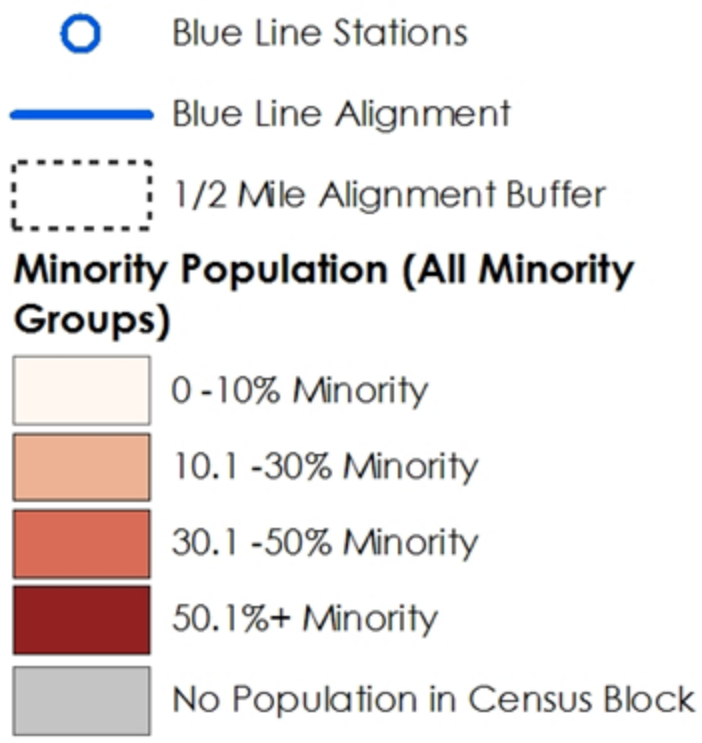 Blue Line Stations
Blue Line Alignment
1/2 Mile Alignment Buffer
Minority Population (All Minority
Groups)
0 -10% Minority
10.1 -30% Minority
30.1 -50% Minority
50.1%+ Minority
No Population in Census Block